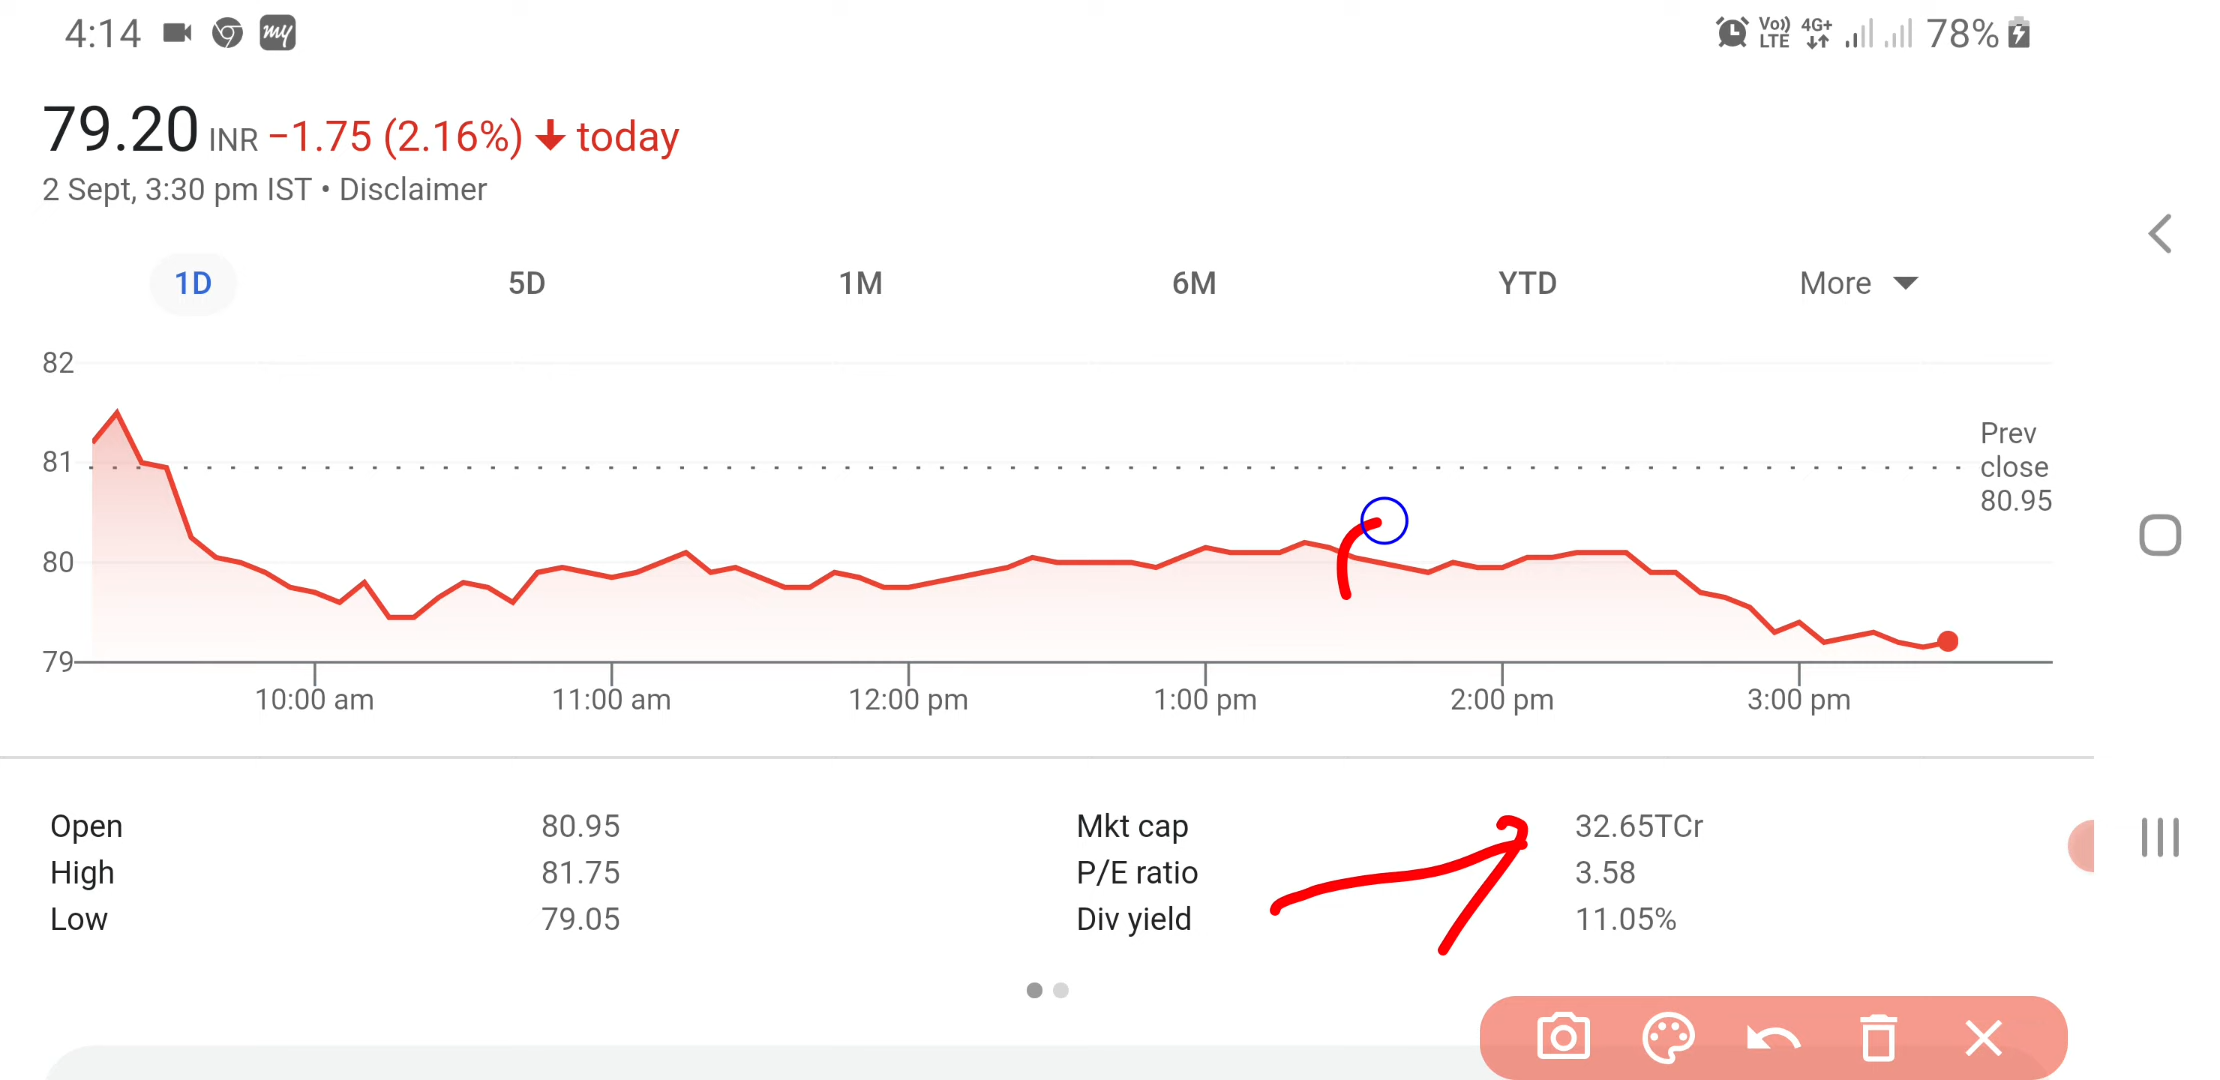 4:14 my Vo)) LTE 4G+ 78%
79.20 INR −1.75 (2.16%) today
2 Sept, 3:30 pm IST • Disclaimer
1D 5D 1M 6M YTD More
82
81
80
79
Prev
close
80.95
10:00 am 11:00 am 12:00 pm 1:00 pm 2:00 pm 3:00 pm
Open 80.95 Mkt cap 32.65TCr
High 81.75 P/E ratio 3.58
Low 79.05 Div yield 11.05%